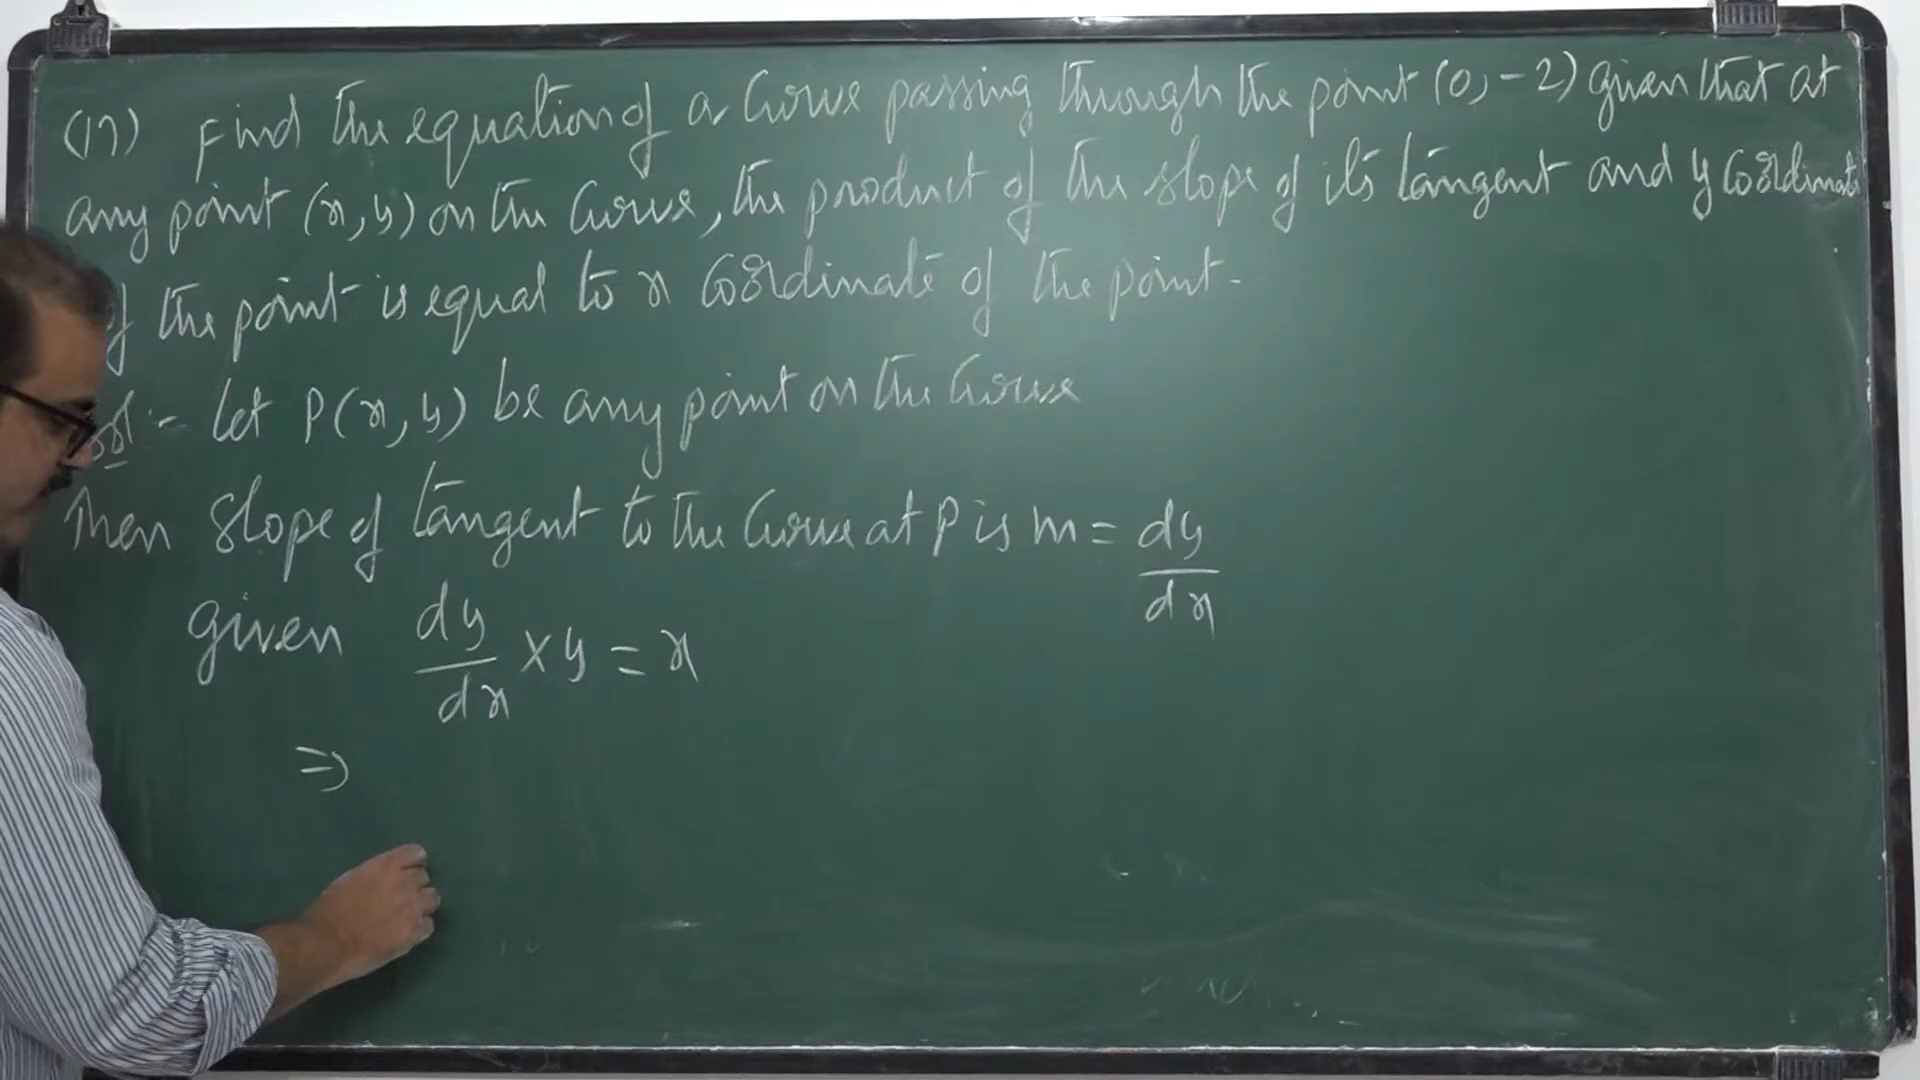 (17) Find the equation of a Curve passing through the point (0, -2) given that at
any point (x, y) on the Curve, the product of the slope of its tangent and y coordinate
of the point is equal to x coordinate of the point.
Sol :- Let P(x, y) be any point on the Curve
Then slope of tangent to the Curve at P is m = dy/dx
given dy/dx × y = x
⇒